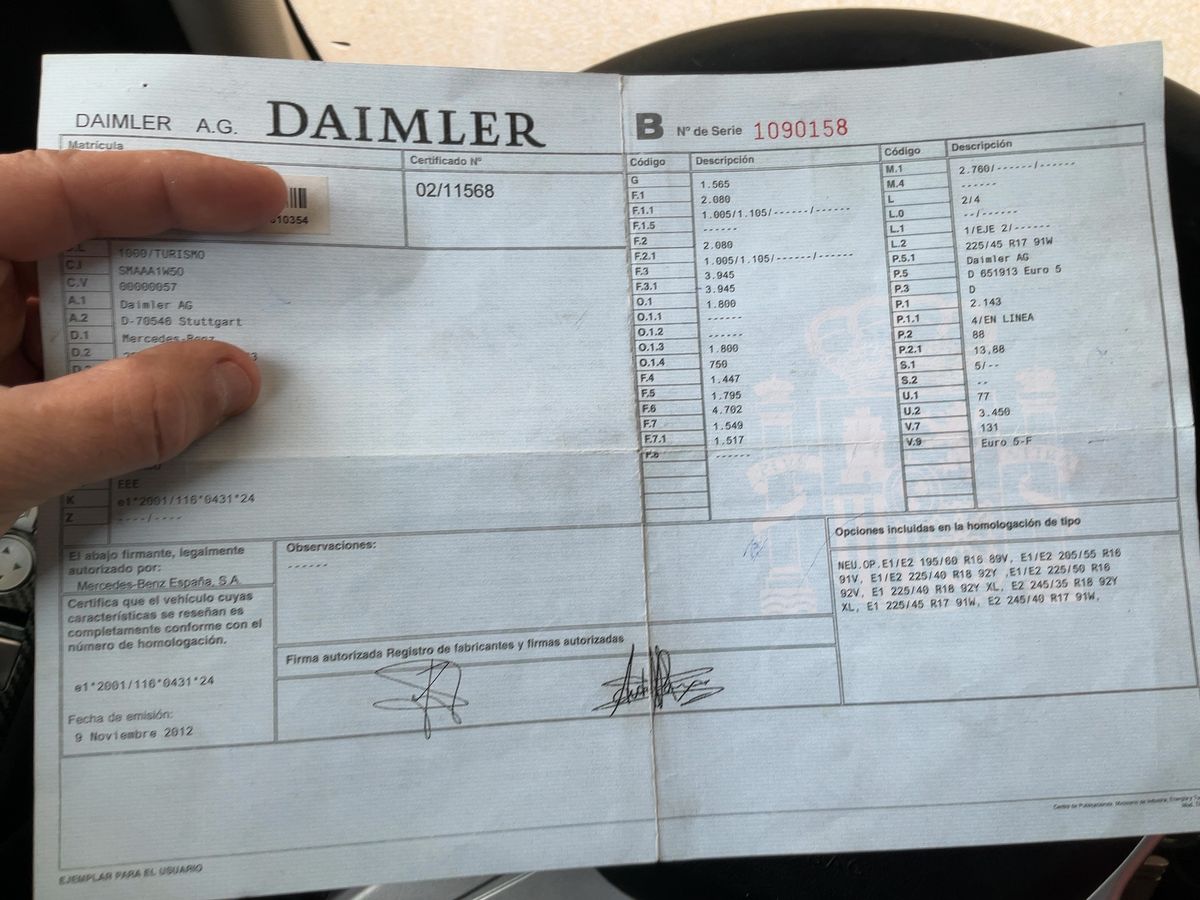 DAIMLER A.G. DAIMLER
B Nº de Serie 1090158
Matrícula
Certificado Nº
02/11568
010354
1000/TURISMO
C.I SMAAA1W50
C.V 00000057
A.1 Daimler AG
A.2 D-70546 Stuttgart
D.1 Mercedes-Benz
D.2
EEE
K e1*2001/116*0431*24
Z ----/----
El abajo firmante, legalmente
autorizado por:
Mercedes-Benz España, S.A.
Certifica que el vehículo cuyas
características se reseñan es
completamente conforme con el
número de homologación.
e1*2001/116*0431*24
Fecha de emisión:
9 Noviembre 2012
Observaciones:
------
Firma autorizada Registro de fabricantes y firmas autorizadas
Código Descripción
G 1.565
F.1 2.080
F.1.1 1.005/1.105/------/------
F.1.5 ------
F.2 2.080
F.2.1 1.005/1.105/------/------
F.3 3.945
F.3.1 3.945
O.1 1.800
O.1.1 ------
O.1.2 ------
O.1.3 1.800
O.1.4 750
F.4 1.447
F.5 1.795
F.6 4.702
F.7 1.549
F.7.1 1.517
F.8 ------
Código Descripción
M.1 2.760/------/------
M.4 ------
L 2/4
L.0 --/------
L.1 1/EJE 2/------
L.2 225/45 R17 91W
P.5.1 Daimler AG
P.5 D 651913 Euro 5
P.3 D
P.1 2.143
P.1.1 4/EN LINEA
P.2 88
P.2.1 13,88
S.1 5/--
S.2 --
U.1 77
U.2 3.450
V.7 131
V.9 Euro 5-F
Opciones incluidas en la homologación de tipo
NEU.OP.E1/E2 195/60 R16 89V, E1/E2 205/55 R16
91V, E1/E2 225/40 R18 92Y ,E1/E2 225/50 R16
92V, E1 225/40 R18 92Y XL, E2 245/35 R18 92Y
XL, E1 225/45 R17 91W, E2 245/40 R17 91W,
EJEMPLAR PARA EL USUARIO
Centro de Publicaciones. Ministerio de Industria, Energía y